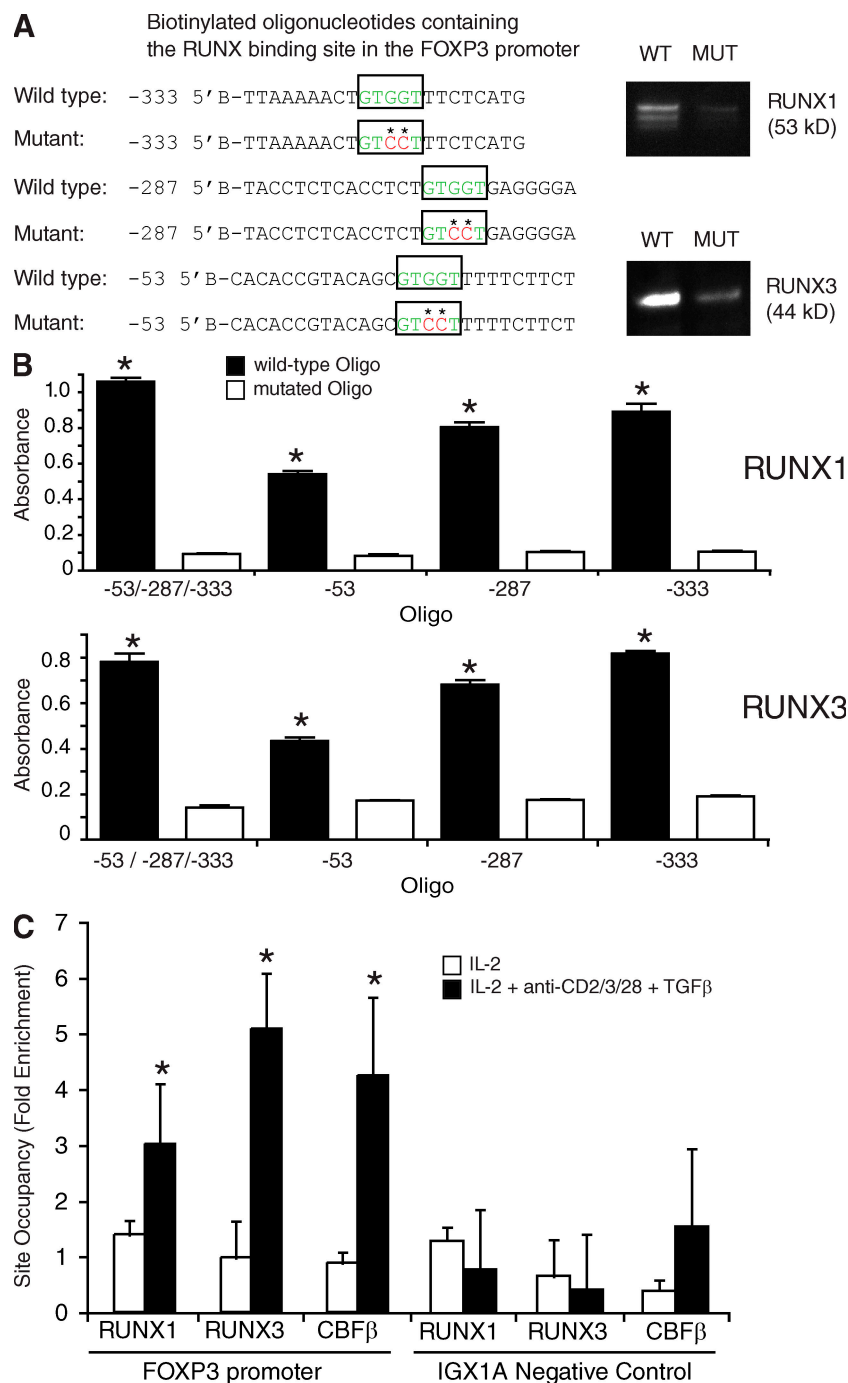 A
Biotinylated oligonucleotides containing
the RUNX binding site in the FOXP3 promoter
Wild type: -333 5'B-TTAAAAACTGTGGTTTCTCATG
* *
Mutant: -333 5'B-TTAAAAACTGTCCTTTCTCATG
Wild type: -287 5'B-TACCTCTCACCTCTGTGGTGAGGGGA
* *
Mutant: -287 5'B-TACCTCTCACCTCTGTCCTGAGGGGA
Wild type: -53 5'B-CACACCGTACAGCGTGGTTTTTCTTCT
* *
Mutant: -53 5'B-CACACCGTACAGCGTCCTTTTTCTTCT
WT MUT
RUNX1
(53 kD)
WT MUT
RUNX3
(44 kD)
B
wild-type Oligo
mutated Oligo
* * * *
Absorbance
1.0
0.8
0.6
0.4
0.2
0
-53/-287/-333 -53 -287 -333
Oligo
RUNX1
* * * *
Absorbance
0.8
0.6
0.4
0.2
0
-53 / -287/-333 -53 -287 -333
Oligo
RUNX3
C
IL-2
IL-2 + anti-CD2/3/28 + TGFβ
* * *
Site Occupancy (Fold Enrichment)
7
6
5
4
3
2
1
0
RUNX1 RUNX3 CBFβ RUNX1 RUNX3 CBFβ
FOXP3 promoter IGX1A Negative Control